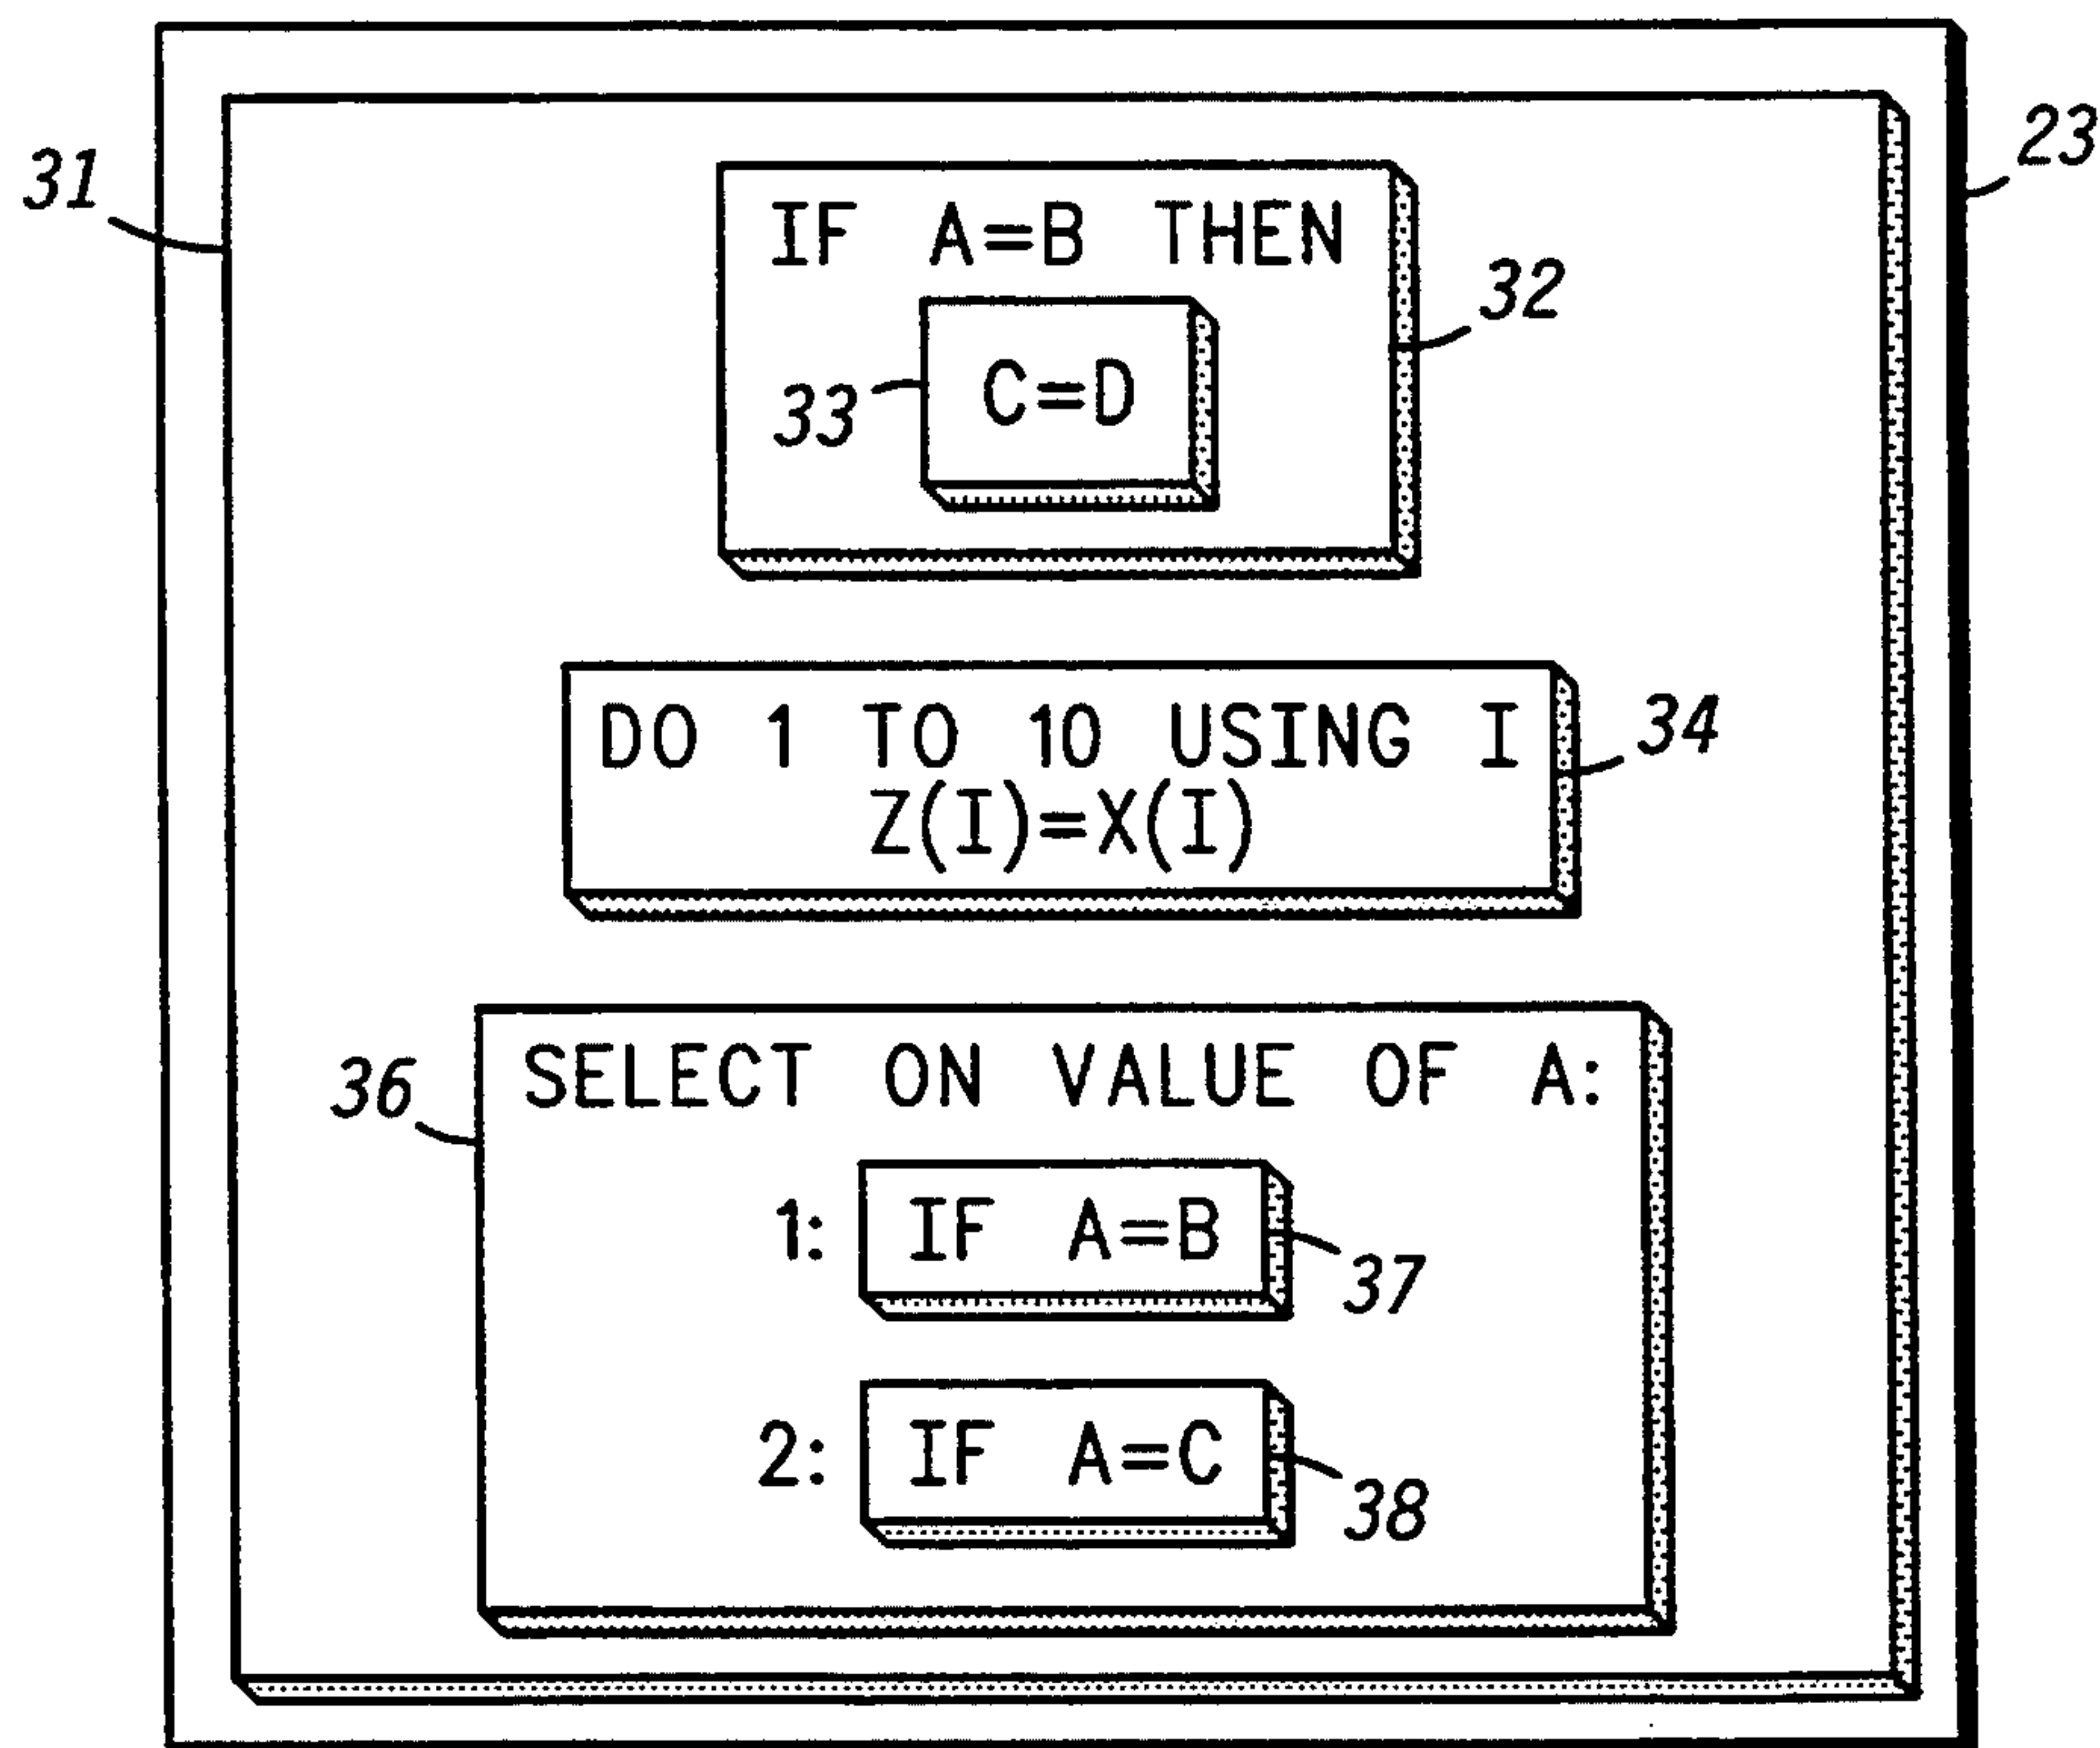 23
31
IF A=B THEN
32
C=D
33
DO 1 TO 10 USING I
34
Z(I)=X(I)
SELECT ON VALUE OF A:
36
1: IF A=B
37
2: IF A=C
38